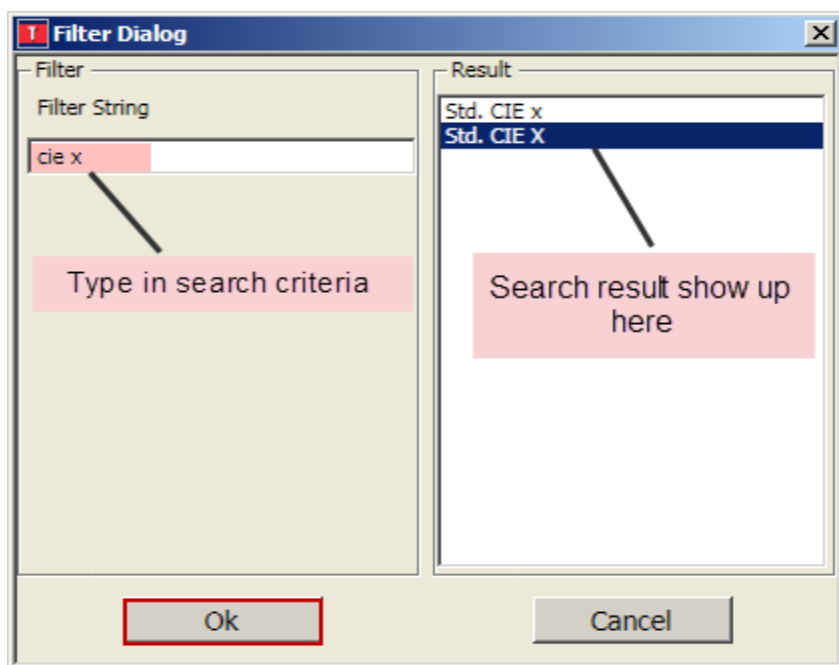 T Filter Dialog
Filter
Filter String
cie x
Type in search criteria
Result
Std. CIE x
Std. CIE X
Search result show up
here
Ok
Cancel